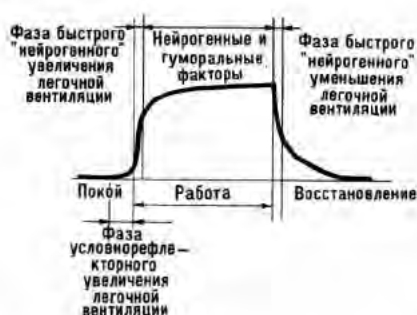 Фаза быстрого
"нейрогенного"
увеличения
легочной
вентиляции
Нейрогенные и
гуморальные
факторы
Фаза быстрого
"нейрогенного"
уменьшения
легочной
вентиляции
Покой
Работа
Восстановление
Фаза
условнорефле-
кторного
увеличения
легочной
вентиляции